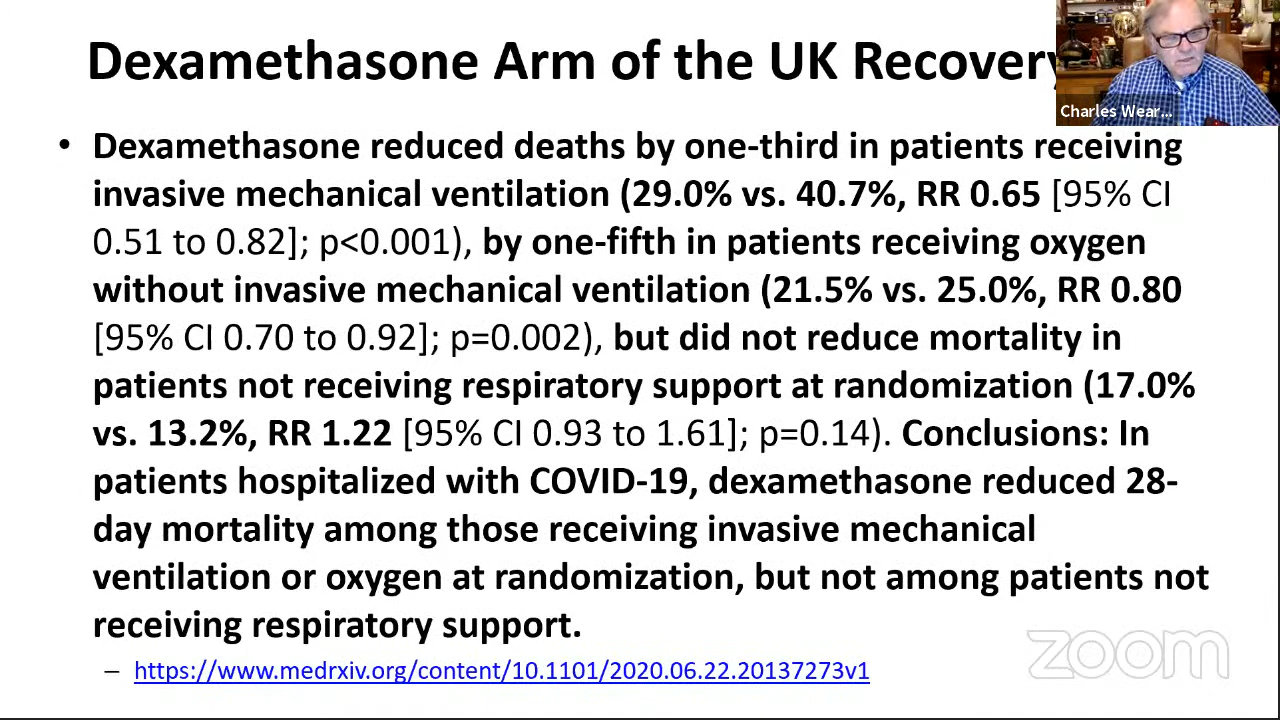 Dexamethasone Arm of the UK Recovery
Charles Wear...
• Dexamethasone reduced deaths by one-third in patients receiving
invasive mechanical ventilation (29.0% vs. 40.7%, RR 0.65 [95% CI
0.51 to 0.82]; p<0.001), by one-fifth in patients receiving oxygen
without invasive mechanical ventilation (21.5% vs. 25.0%, RR 0.80
[95% CI 0.70 to 0.92]; p=0.002), but did not reduce mortality in
patients not receiving respiratory support at randomization (17.0%
vs. 13.2%, RR 1.22 [95% CI 0.93 to 1.61]; p=0.14). Conclusions: In
patients hospitalized with COVID-19, dexamethasone reduced 28-
day mortality among those receiving invasive mechanical
ventilation or oxygen at randomization, but not among patients not
receiving respiratory support.
– https://www.medrxiv.org/content/10.1101/2020.06.22.20137273v1
zoom